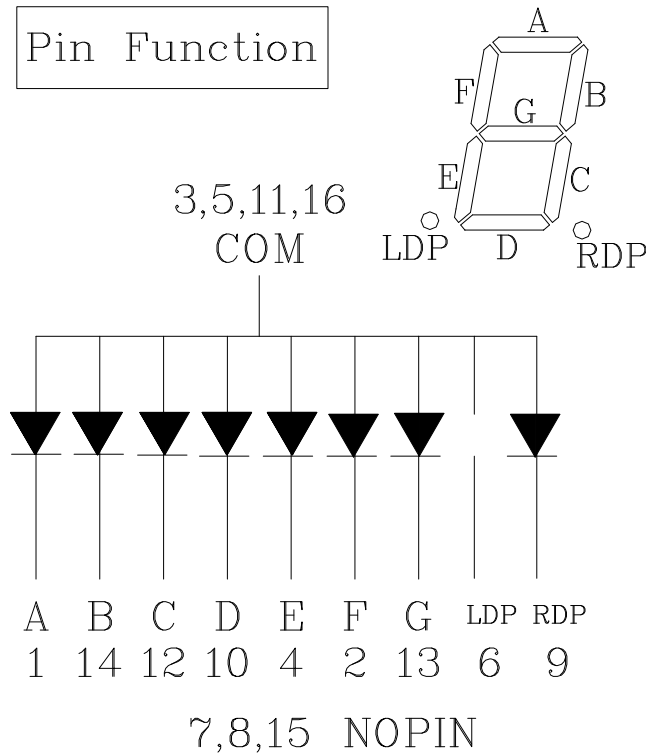 Pin Function
A
F
B
G
E
C
LDP
D
RDP
3,5,11,16
COM
A B C D E F G LDP RDP
1 14 12 10 4 2 13 6 9
7,8,15 NOPIN